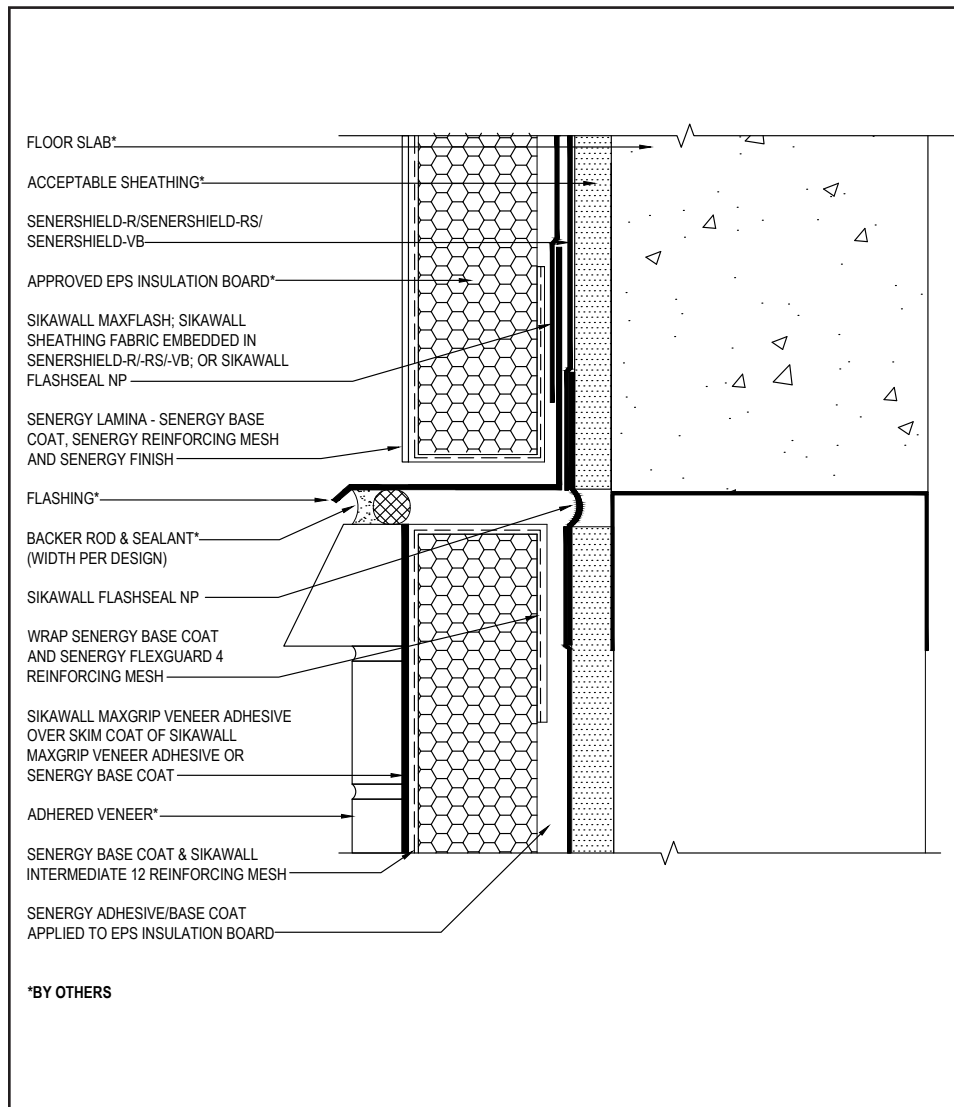 FLOOR SLAB*
ACCEPTABLE SHEATHING*
SENERSHIELD-R/SENERSHIELD-RS/
SENERSHIELD-VB
APPROVED EPS INSULATION BOARD*
SIKAWALL MAXFLASH; SIKAWALL
SHEATHING FABRIC EMBEDDED IN
SENERSHIELD-R/-RS/-VB; OR SIKAWALL
FLASHSEAL NP
SENERGY LAMINA - SENERGY BASE
COAT, SENERGY REINFORCING MESH
AND SENERGY FINISH
FLASHING*
BACKER ROD & SEALANT*
(WIDTH PER DESIGN)
SIKAWALL FLASHSEAL NP
WRAP SENERGY BASE COAT
AND SENERGY FLEXGUARD 4
REINFORCING MESH
SIKAWALL MAXGRIP VENEER ADHESIVE
OVER SKIM COAT OF SIKAWALL
MAXGRIP VENEER ADHESIVE OR
SENERGY BASE COAT
ADHERED VENEER*
SENERGY BASE COAT & SIKAWALL
INTERMEDIATE 12 REINFORCING MESH
SENERGY ADHESIVE/BASE COAT
APPLIED TO EPS INSULATION BOARD
*BY OTHERS